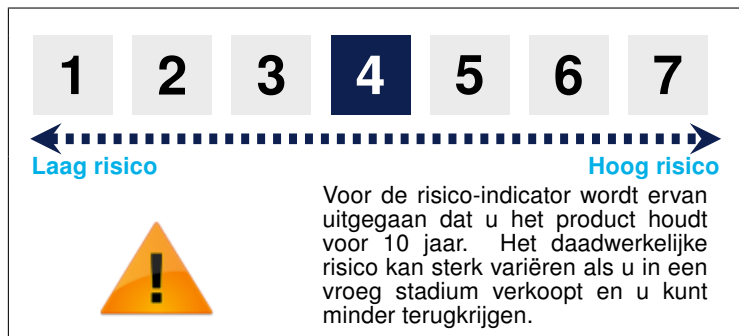 1 2 3 4 5 6 7
Laag risico Hoog risico
Voor de risico-indicator wordt ervan
uitgegaan dat u het product houdt
voor 10 jaar. Het daadwerkelijke
risico kan sterk variëren als u in een
vroeg stadium verkoopt en u kunt
minder terugkrijgen.